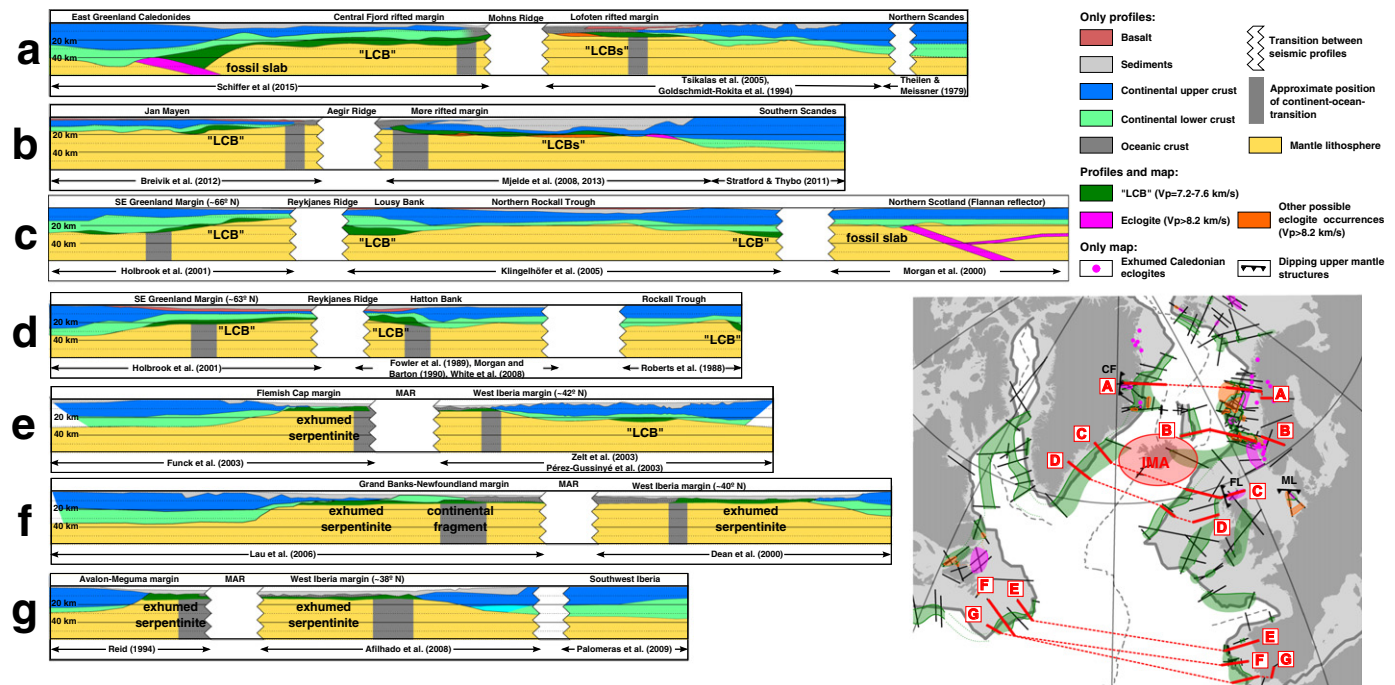 East Greenland Caledonides Central Fjord rifted margin Mohns Ridge Lofoten rifted margin Northern Scandes
a
20 km
40 km
"LCB"
"LCBs"
fossil slab
Schiffer et al (2015)
Tsikalas et al. (2005),
Goldschmidt-Rokita et al. (1994)
Theilen &
Meissner (1979)
Jan Mayen Aegir Ridge Møre rifted margin Southern Scandes
b
20 km
40 km
"LCB"
"LCBs"
Breivik et al. (2012) Mjelde et al. (2008, 2013) Stratford & Thybo (2011)
SE Greenland Margin (~66º N) Reykjanes Ridge Lousy Bank Northern Rockall Trough Northern Scotland (Flannan reflector)
c
20 km
40 km
"LCB"
"LCB"
"LCB"
fossil slab
Holbrook et al. (2001) Klingelhöfer et al. (2005) Morgan et al. (2000)
SE Greenland Margin (~63º N) Reykjanes Ridge Hatton Bank Rockall Trough
d
20 km
40 km
"LCB"
"LCB"
"LCB"
Holbrook et al. (2001)
Fowler et al. (1989), Morgan and
Barton (1990), White et al. (2008)
Roberts et al. (1988)
Flemish Cap margin MAR West Iberia margin (~42º N)
e
20 km
40 km
exhumed
serpentinite
"LCB"
Funck et al. (2003)
Zelt et al. (2003)
Pérez-Gussinyé et al. (2003)
Grand Banks-Newfoundland margin MAR West Iberia margin (~40º N)
f
20 km
40 km
exhumed
serpentinite
continental
fragment
exhumed
serpentinite
Lau et al. (2006) Dean et al. (2000)
Avalon-Meguma margin MAR West Iberia margin (~38º N) Southwest Iberia
g
20 km
40 km
exhumed
serpentinite
exhumed
serpentinite
Reid (1994) Afilhado et al. (2008) Palomeras et al. (2009)
Only profiles:
Basalt
Sediments
Continental upper crust
Continental lower crust
Oceanic crust
Transition between
seismic profiles
Approximate position
of continent-ocean-
transition
Mantle lithosphere
Profiles and map:
"LCB" (Vp=7.2-7.6 km/s)
Eclogite (Vp>8.2 km/s)
Other possible
eclogite occurrences
(Vp>8.2 km/s)
Only map:
Exhumed Caledonian
eclogites
Dipping upper mantle
structures
CF
A
A
B
B
C
D
IMA
FL
C
ML
D
F
E
G
E
F
G